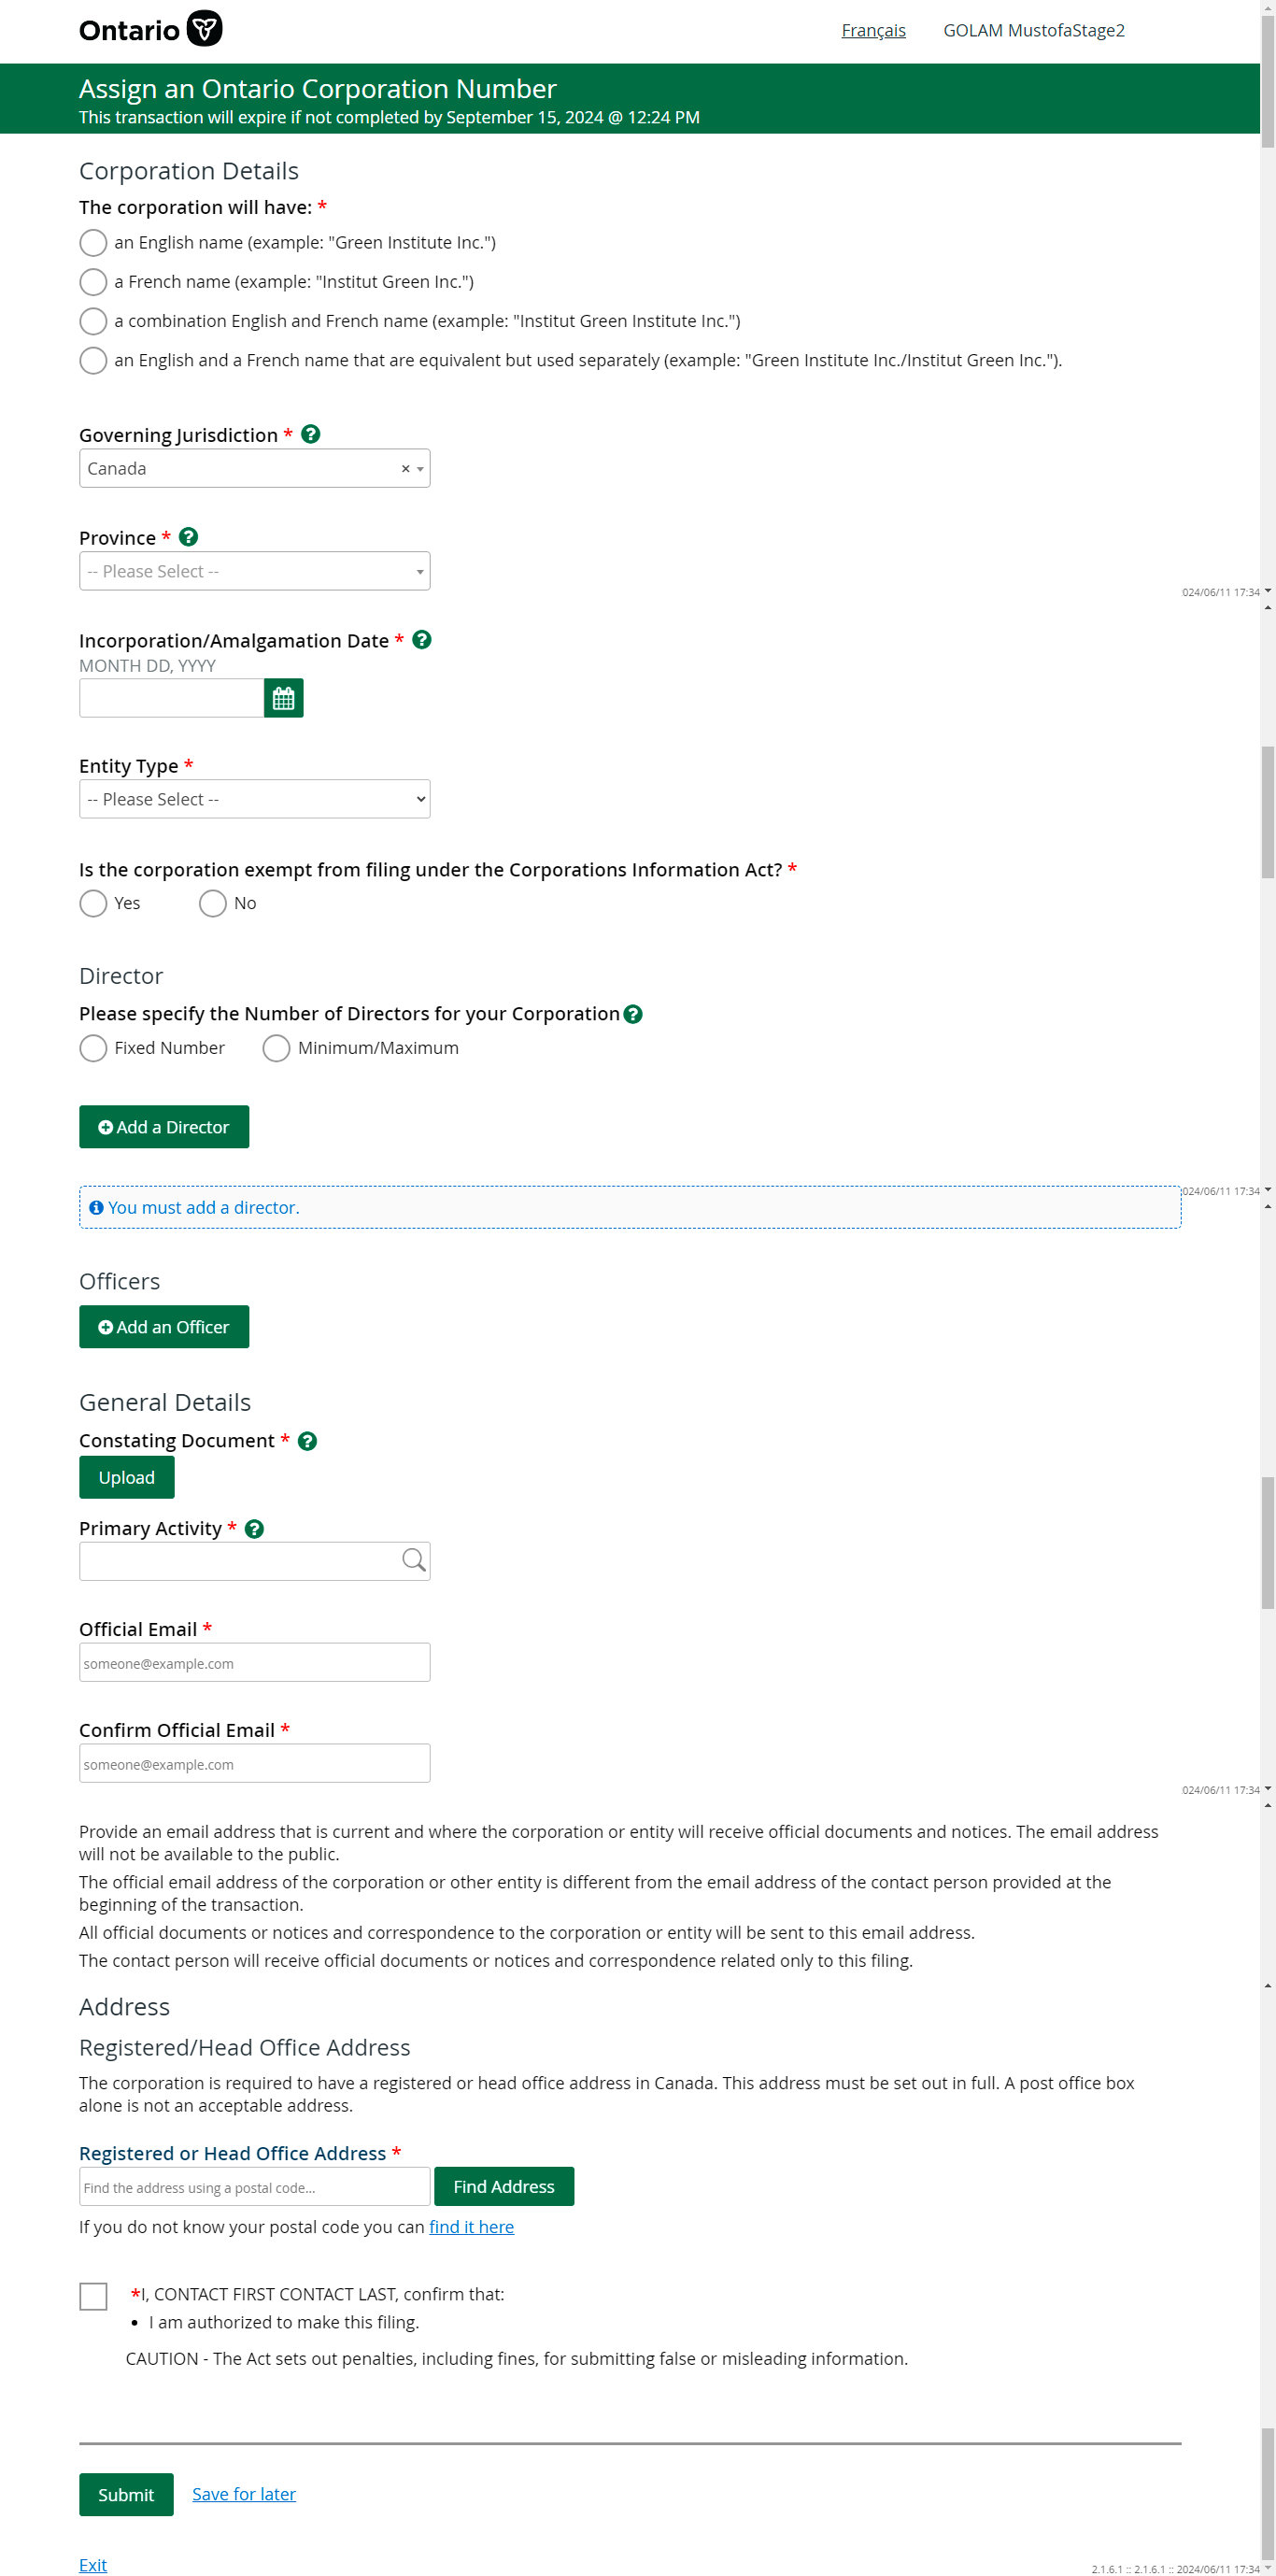 Ontario
Français
GOLAM MustofaStage2
Assign an Ontario Corporation Number
This transaction will expire if not completed by September 15, 2024 @ 12:24 PM
Corporation Details
The corporation will have: *
an English name (example: "Green Institute Inc.")
a French name (example: "Institut Green Inc.")
a combination English and French name (example: "Institut Green Institute Inc.")
an English and a French name that are equivalent but used separately (example: "Green Institute Inc./Institut Green Inc.").
Governing Jurisdiction * ?
Canada ×
Province * ?
-- Please Select --
024/06/11 17:34
Incorporation/Amalgamation Date * ?
MONTH DD, YYYY
Entity Type *
-- Please Select --
Is the corporation exempt from filing under the Corporations Information Act? *
Yes No
Director
Please specify the Number of Directors for your Corporation ?
Fixed Number Minimum/Maximum
Add a Director
024/06/11 17:34
You must add a director.
Officers
Add an Officer
General Details
Constating Document * ?
Upload
Primary Activity * ?
Official Email *
someone@example.com
Confirm Official Email *
someone@example.com
024/06/11 17:34
Provide an email address that is current and where the corporation or entity will receive official documents and notices. The email address
will not be available to the public.
The official email address of the corporation or other entity is different from the email address of the contact person provided at the
beginning of the transaction.
All official documents or notices and correspondence to the corporation or entity will be sent to this email address.
The contact person will receive official documents or notices and correspondence related only to this filing.
Address
Registered/Head Office Address
The corporation is required to have a registered or head office address in Canada. This address must be set out in full. A post office box
alone is not an acceptable address.
Registered or Head Office Address *
Find the address using a postal code... Find Address
If you do not know your postal code you can find it here
*I, CONTACT FIRST CONTACT LAST, confirm that:
• I am authorized to make this filing.
CAUTION - The Act sets out penalties, including fines, for submitting false or misleading information.
Submit Save for later
Exit
2.1.6.1 :: 2.1.6.1 :: 2024/06/11 17:34